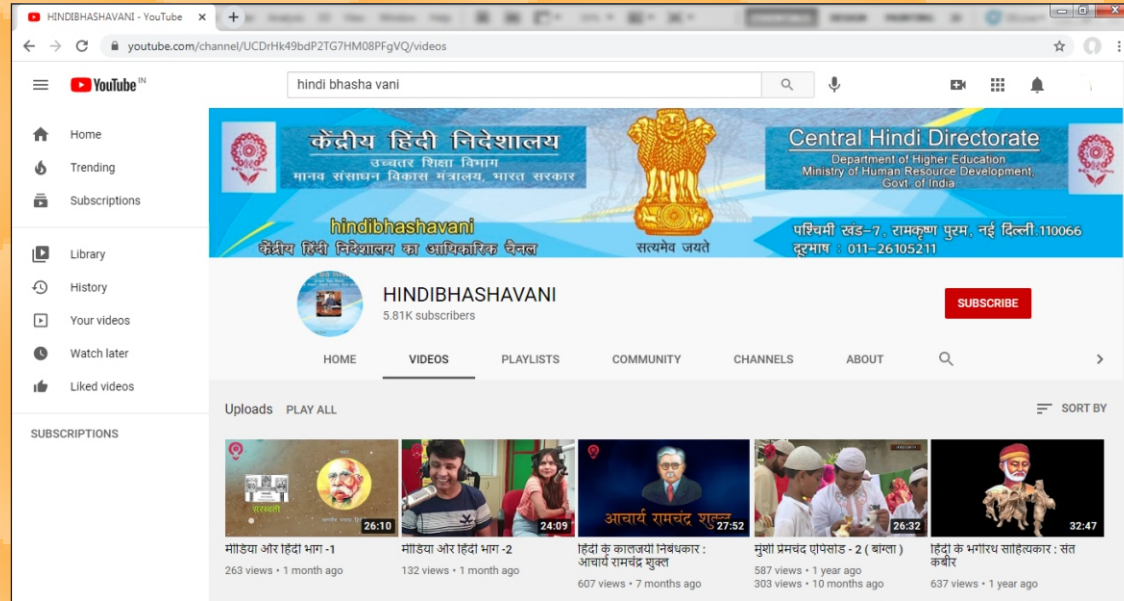 HINDIBHASHAVANI - YouTube
youtube.com/channel/UCDrHk49bdP2TG7HM08PFgVQ/videos
YouTube IN
hindi bhasha vani
Home
Trending
Subscriptions
Library
History
Your videos
Watch later
Liked videos
SUBSCRIPTIONS
केंद्रीय हिंदी निदेशालय
उच्चतर शिक्षा विभाग
मानव संसाधन विकास मंत्रालय, भारत सरकार
hindibhashavani
केंद्रीय हिंदी निदेशालय का आधिकारिक चैनल
सत्यमेव जयते
Central Hindi Directorate
Department of Higher Education
Ministry of Human Resource Development,
Govt. of India
पश्चिमी खंड-7, रामकृष्ण पुरम, नई दिल्ली 110066
दूरभाष : 011-26105211
HINDIBHASHAVANI
5.81K subscribers
SUBSCRIBE
HOME VIDEOS PLAYLISTS COMMUNITY CHANNELS ABOUT
Uploads PLAY ALL
SORT BY
सरस्वती
26:10
मीडिया और हिंदी भाग -1
263 views • 1 month ago
24:09
मीडिया और हिंदी भाग -2
132 views • 1 month ago
आचार्य रामचंद्र शुक्ल
27:52
हिंदी के कालजयी निबंधकार :
आचार्य रामचंद्र शुक्ल
607 views • 7 months ago
26:32
मुंशी प्रेमचंद एपिसोड - 2 ( बांग्ला )
587 views • 1 year ago
303 views • 10 months ago
32:47
हिंदी के भगीरथ साहित्यकार : संत
कबीर
637 views • 1 year ago